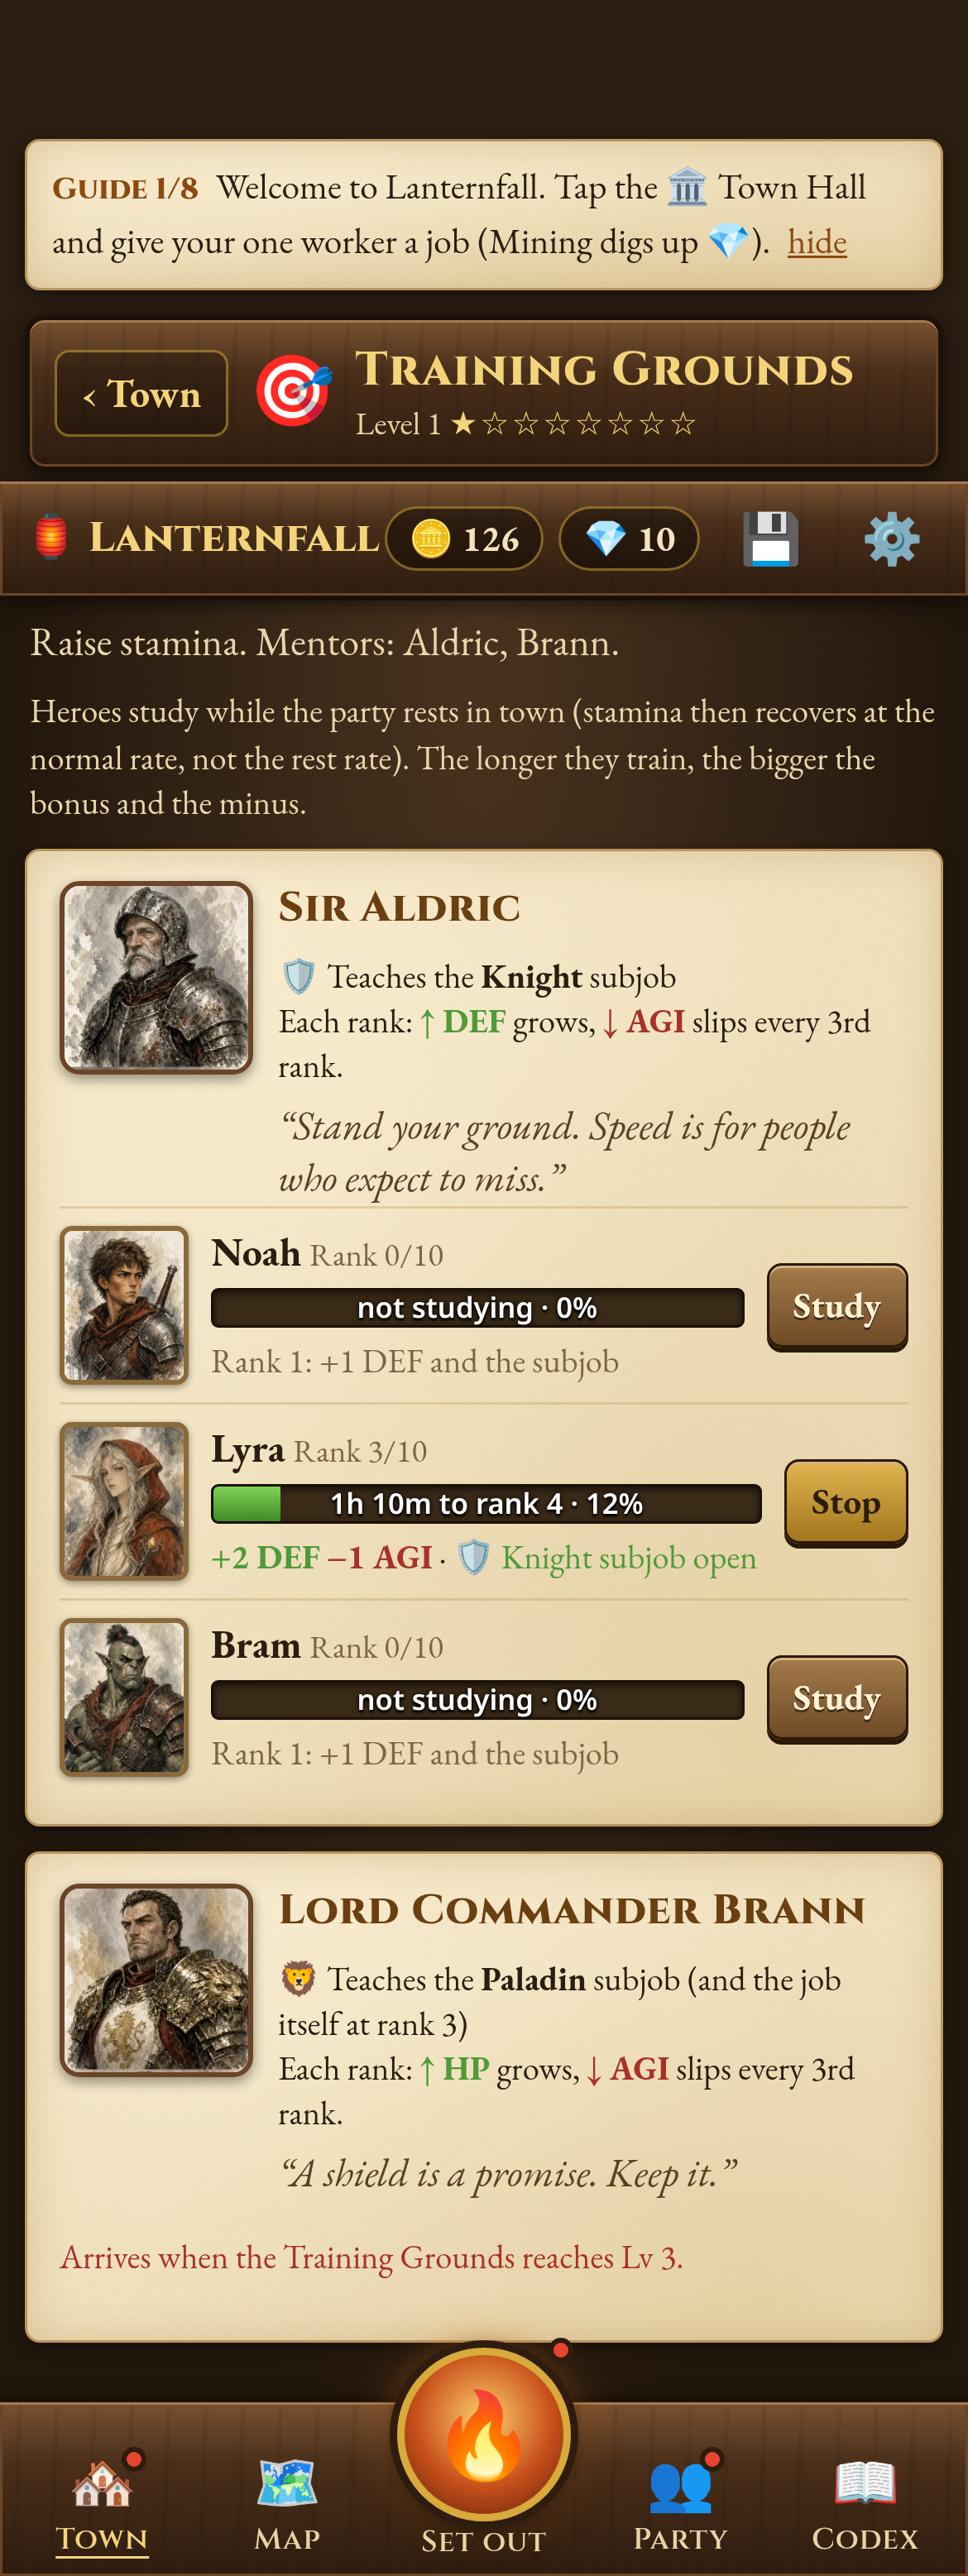 Guide 1/8 Welcome to Lanternfall. Tap the 🏛️ Town Hall
and give your one worker a job (Mining digs up 💎). hide
‹ Town
Training Grounds
Level 1 ★☆☆☆☆☆☆☆
Lanternfall
126
10
Raise stamina. Mentors: Aldric, Brann.
Heroes study while the party rests in town (stamina then recovers at the
normal rate, not the rest rate). The longer they train, the bigger the
bonus and the minus.
Sir Aldric
🛡️ Teaches the Knight subjob
Each rank: ↑ DEF grows, ↓ AGI slips every 3rd
rank.
“Stand your ground. Speed is for people
who expect to miss.”
Noah Rank 0/10
not studying · 0%
Rank 1: +1 DEF and the subjob
Study
Lyra Rank 3/10
1h 10m to rank 4 · 12%
+2 DEF −1 AGI · 🛡️ Knight subjob open
Stop
Bram Rank 0/10
not studying · 0%
Rank 1: +1 DEF and the subjob
Study
Lord Commander Brann
🦁 Teaches the Paladin subjob (and the job
itself at rank 3)
Each rank: ↑ HP grows, ↓ AGI slips every 3rd
rank.
“A shield is a promise. Keep it.”
Arrives when the Training Grounds reaches Lv 3.
Town
Map
Set out
Party
Codex